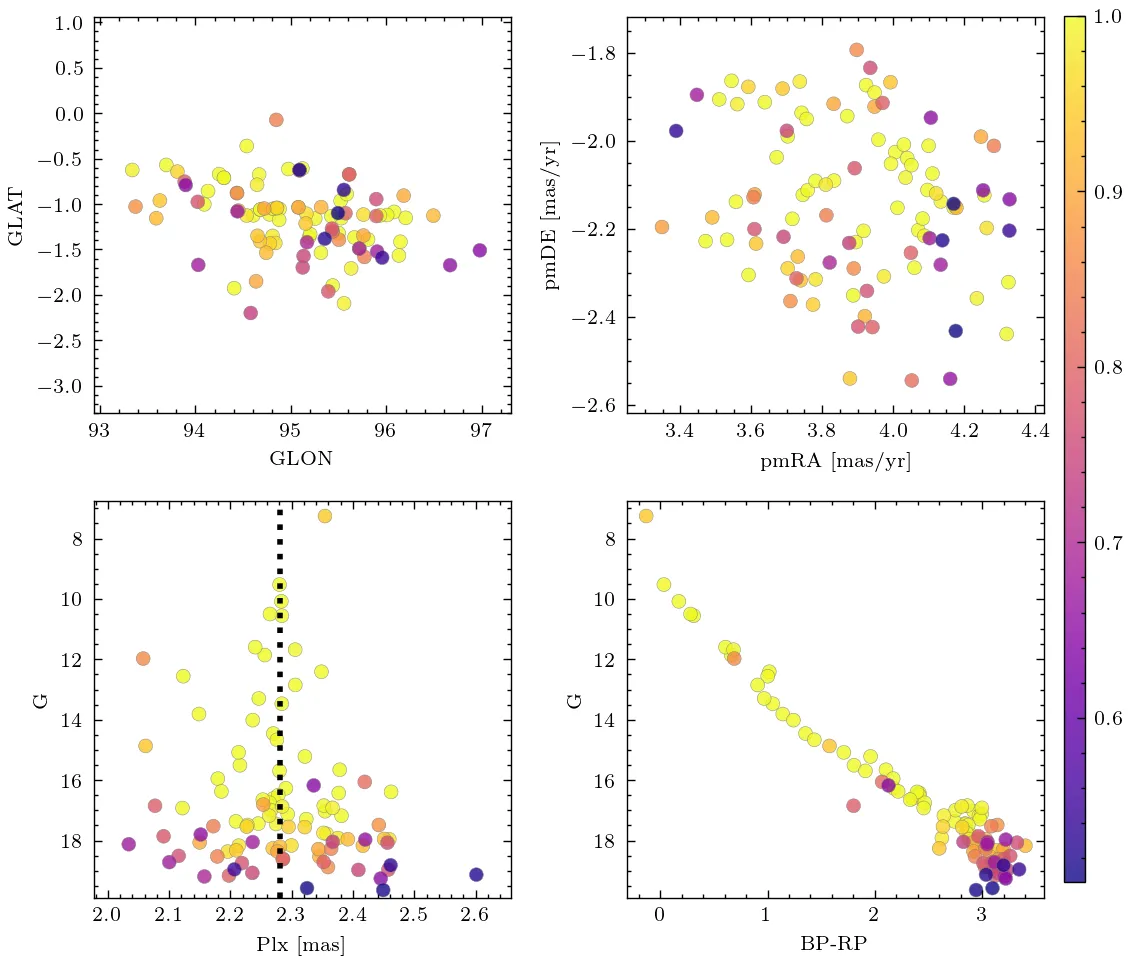 1.0
0.5
0.0
−0.5
−1.0
−1.5
−2.0
−2.5
−3.0
GLAT
93 94 95 96 97
GLON
−1.8
−2.0
−2.2
−2.4
−2.6
pmDE [mas/yr]
3.4 3.6 3.8 4.0 4.2 4.4
pmRA [mas/yr]
8
10
12
14
16
18
G
2.0 2.1 2.2 2.3 2.4 2.5 2.6
Plx [mas]
8
10
12
14
16
18
G
0 1 2 3
BP-RP
1.0
0.9
0.8
0.7
0.6